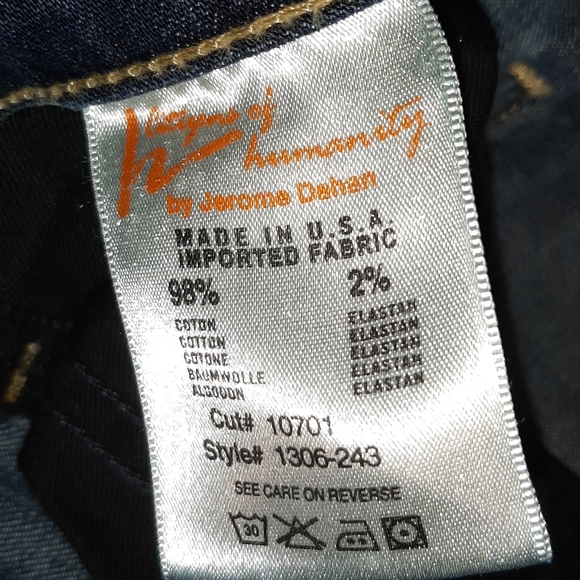 citizens of
humanity
by Jerome Dahan
MADE IN U.S.A.
IMPORTED FABRIC
98% 2%
COTON ELASTAN
COTTON ELASTAN
COTONE ELASTAN
BAUMWOLLE ELASTAN
ALGODON ELASTAN
Cut# 10701
Style# 1306-243
SEE CARE ON REVERSE
30